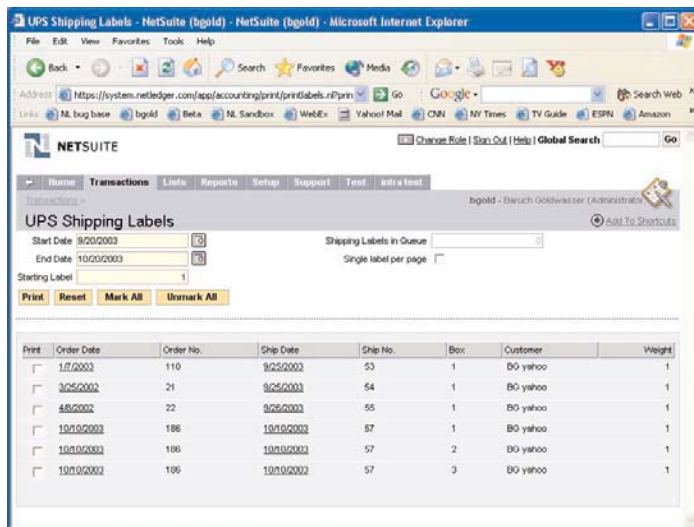 UPS Shipping Labels - NetSuite (bgold) - NetSuite (bgold) - Microsoft Internet Explorer
File Edit View Favorites Tools Help
Back Search Favorites Media
Address https://system.netledger.com/app/accounting/print/printlabels.nl?prin Go Google Search Web
Links NL bug base bgold Beta NL Sandbox WebEx Yahoo! Mail CNN NY Times TV Guide ESPN Amazon
N NETSUITE Change Role | Sign Out | Help | Global Search Go
Home Transactions Lists Reports Setup Support Test intra test
Transactions > bgold - Baruch Goldwasser (Administrator
UPS Shipping Labels Add To Shortcuts
Start Date 9/20/2003 Shipping Labels in Queue 0
End Date 10/20/2003 Single label per page
Starting Label 1
Print Reset Mark All Unmark All
Print Order Date Order No. Ship Date Ship No. Box Customer Weight
1/7/2003 110 9/25/2003 53 1 BG yahoo 1
3/25/2002 21 9/25/2003 54 1 BG yahoo 1
4/8/2002 22 9/26/2003 55 1 BG yahoo 1
10/10/2003 186 10/10/2003 57 1 BG yahoo 1
10/10/2003 186 10/10/2003 57 2 BG yahoo 1
10/10/2003 186 10/10/2003 57 3 BG yahoo 1